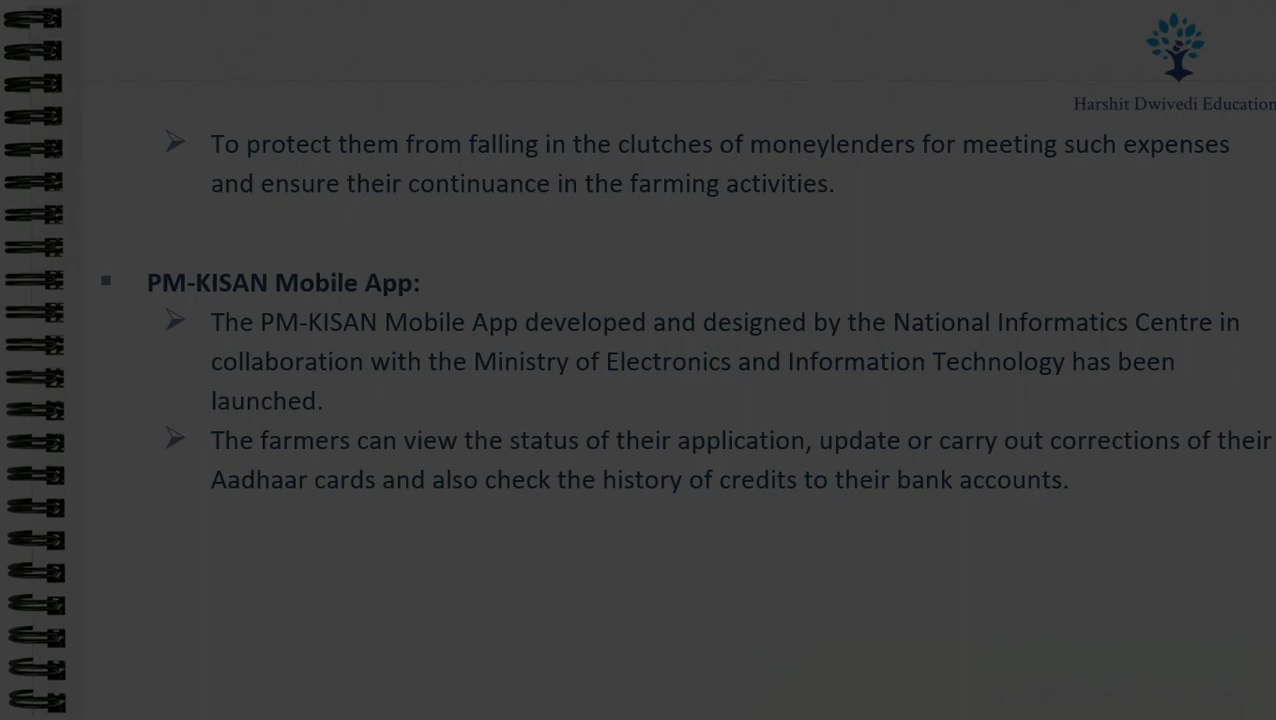 Harshit Dwivedi Education
➢ To protect them from falling in the clutches of moneylenders for meeting such expenses
and ensure their continuance in the farming activities.
▪ PM-KISAN Mobile App:
➢ The PM-KISAN Mobile App developed and designed by the National Informatics Centre in
collaboration with the Ministry of Electronics and Information Technology has been
launched.
➢ The farmers can view the status of their application, update or carry out corrections of their
Aadhaar cards and also check the history of credits to their bank accounts.